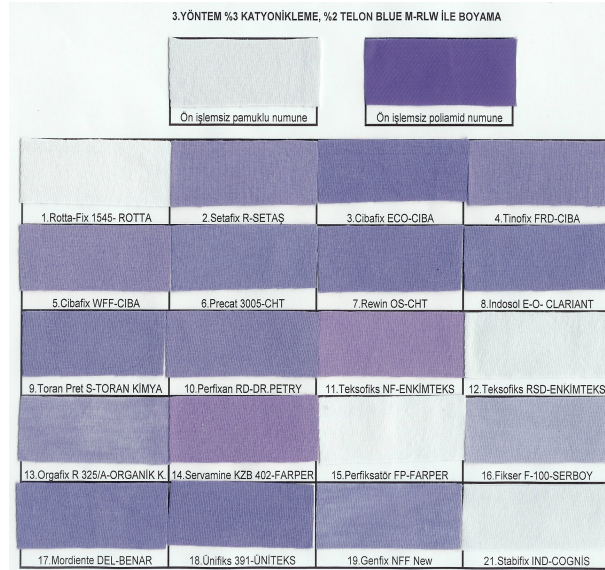 3.YÖNTEM %3 KATYONİKLEME, %2 TELON BLUE M-RLW İLE BOYAMA
Ön işlemsiz pamuklu numune
Ön işlemsiz poliamid numune
1.Rotta-Fix 1545- ROTTA
2.Setafix R-SETAŞ
3.Cibafix ECO-CIBA
4.Tinofix FRD-CIBA
5.Cibafix WFF-CIBA
6.Precat 3005-CHT
7.Rewin OS-CHT
8.Indosol E-O- CLARIANT
9.Toran Pret S-TORAN KİMYA
10.Perfixan RD-DR.PETRY
11.Teksofiks NF-ENKİMTEKS
12.Teksofiks RSD-ENKİMTEKS
13.Orgafix R 325/A-ORGANİK K.
14.Servamine KZB 402-FARPER
15.Perfiksatör FP-FARPER
16.Fikser F-100-SERBOY
17.Mordiente DEL-BENAR
18.Ünifiks 391-ÜNİTEKS
19.Genfix NFF New
21.Stabifix IND-COGNİS